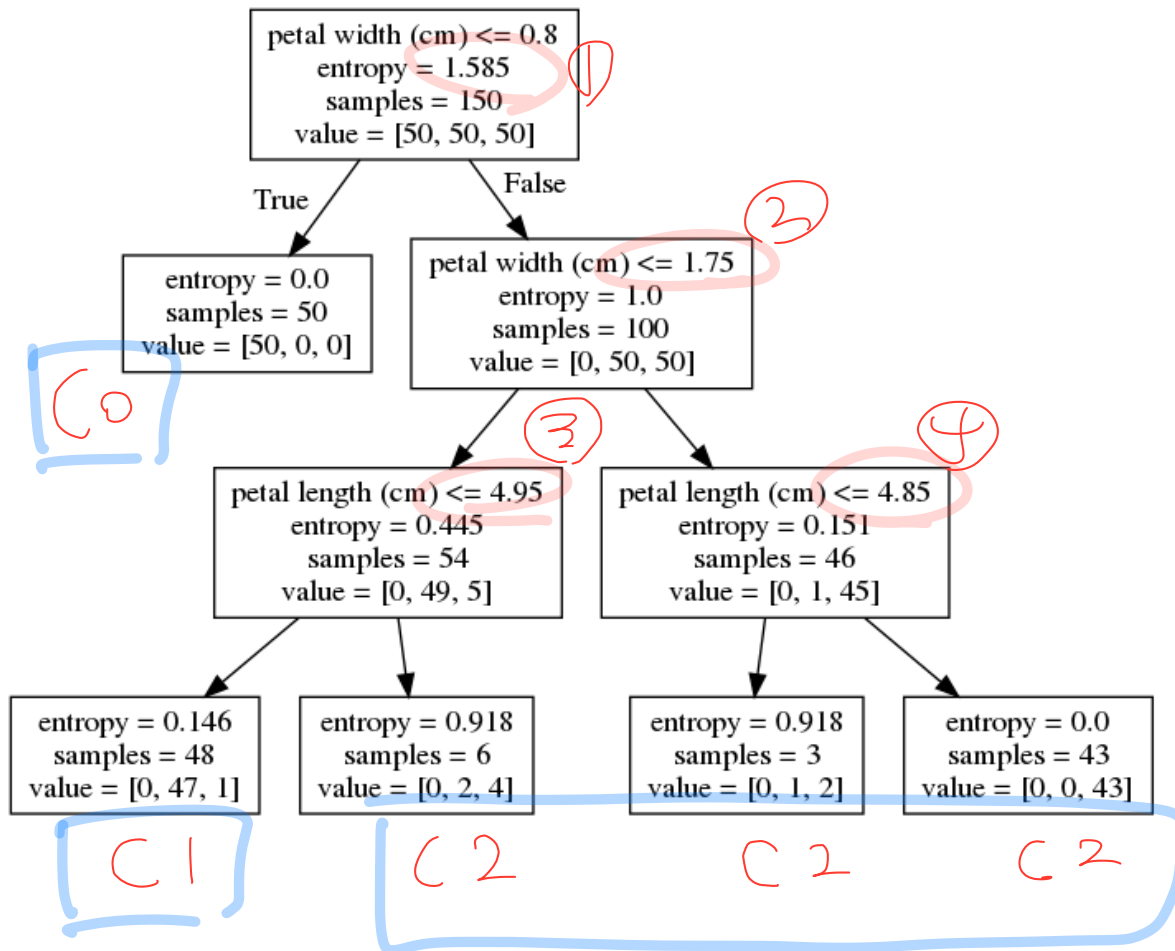 petal width (cm) <= 0.8
entropy = 1.585
samples = 150
value = [50, 50, 50]
①
True
False
②
entropy = 0.0
samples = 50
value = [50, 0, 0]
C0
petal width (cm) <= 1.75
entropy = 1.0
samples = 100
value = [0, 50, 50]
③
④
petal length (cm) <= 4.95
entropy = 0.445
samples = 54
value = [0, 49, 5]
petal length (cm) <= 4.85
entropy = 0.151
samples = 46
value = [0, 1, 45]
entropy = 0.146
samples = 48
value = [0, 47, 1]
C1
entropy = 0.918
samples = 6
value = [0, 2, 4]
C2
entropy = 0.918
samples = 3
value = [0, 1, 2]
C2
entropy = 0.0
samples = 43
value = [0, 0, 43]
C2